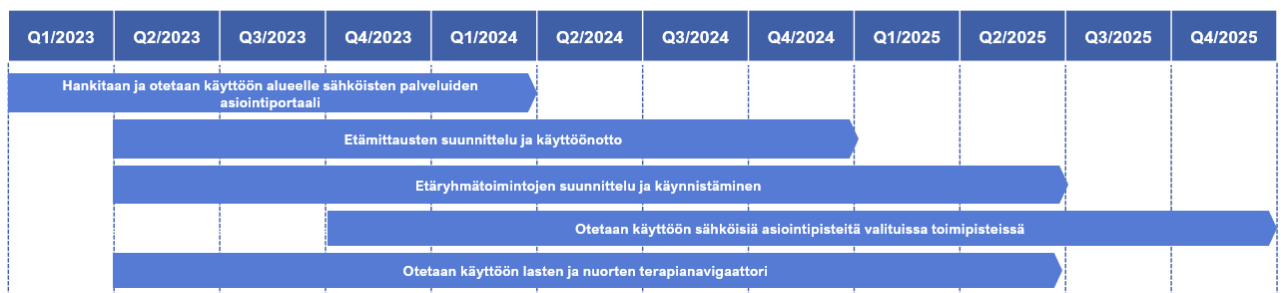 Q1/2023 Q2/2023 Q3/2023 Q4/2023 Q1/2024 Q2/2024 Q3/2024 Q4/2024 Q1/2025 Q2/2025 Q3/2025 Q4/2025
Hankitaan ja otetaan käyttöön alueelle sähköisten palveluiden
asiointiportaali
Etämittausten suunnittelu ja käyttöönotto
Etäryhmätoimintojen suunnittelu ja käynnistäminen
Otetaan käyttöön sähköisiä asiointipisteitä valituissa toimipisteissä
Otetaan käyttöön lasten ja nuorten terapianavigaattori